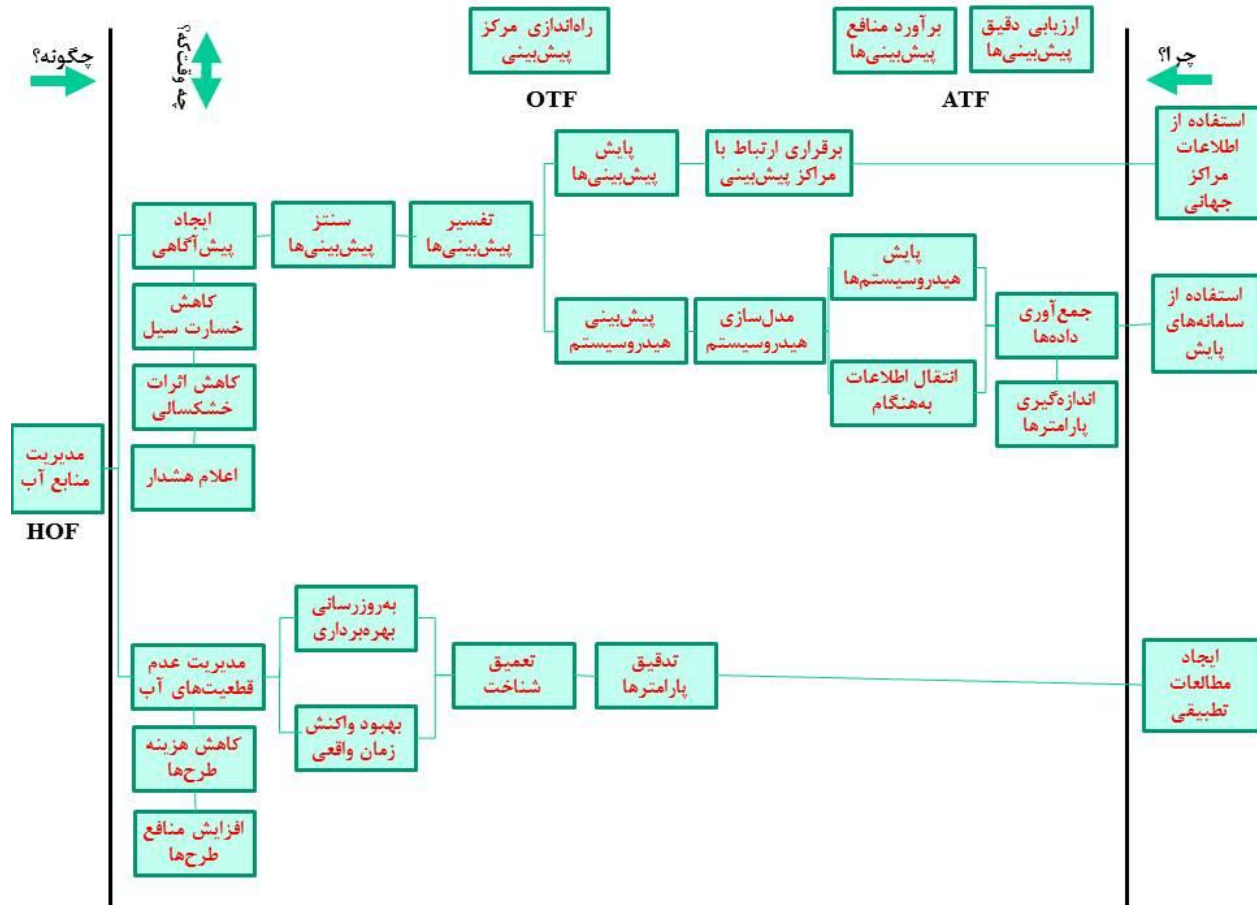 راه‌اندازی مرکز
پیش‌بینی
برآورد منافع
پیش‌بینی‌ها
ارزیابی دقیق
پیش‌بینی‌ها
چگونه؟
چه وقت‌که؟
چرا؟
OTF
ATF
استفاده از
اطلاعات
مراکز
جهانی
پایش
پیش‌بینی‌ها
برقراری ارتباط با
مراکز پیش‌بینی
ایجاد
پیش‌آگاهی
سنتز
پیش‌بینی‌ها
تفسیر
پیش‌بینی‌ها
پایش
هیدروسیستم‌ها
کاهش
خسارت سیل
پیش‌بینی
هیدروسیستم
مدل‌سازی
هیدروسیستم
جمع‌آوری
داده‌ها
استفاده از
سامانه‌های
پایش
کاهش اثرات
خشکسالی
انتقال اطلاعات
به‌هنگام
اندازه‌گیری
پارامترها
مدیریت
منابع آب
HOF
اعلام هشدار
به‌روزرسانی
بهره‌برداری
مدیریت عدم
قطعیت‌های آب
تعمیق
شناخت
تدقیق
پارامترها
ایجاد
مطالعات
تطبیقی
بهبود واکنش
زمان واقعی
کاهش هزینه
طرح‌ها
افزایش منافع
طرح‌ها